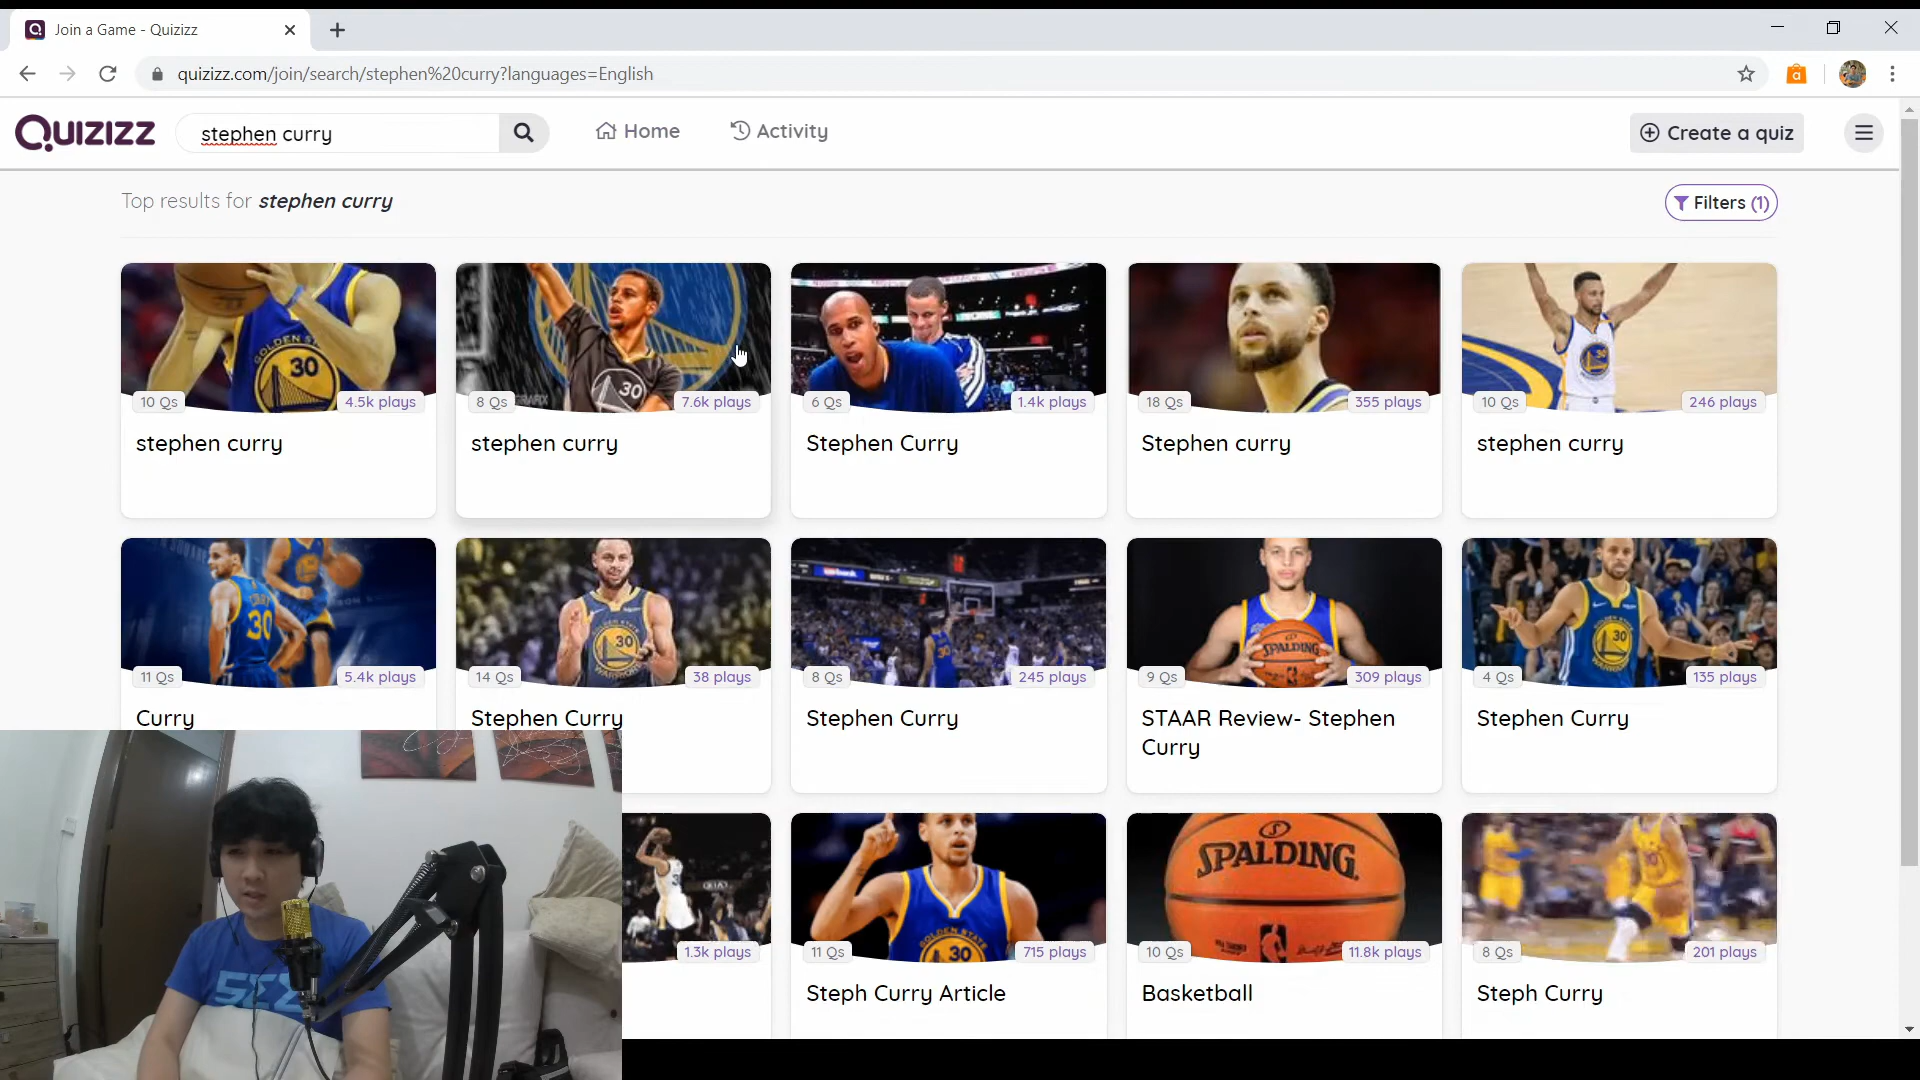 Join a Game - Quizizz
quizizz.com/join/search/stephen%20curry?languages=English
QUIZIZZ
stephen curry
Home
Activity
Create a quiz
Top results for stephen curry
Filters (1)
10 Qs
4.5k plays
stephen curry
8 Qs
7.6k plays
stephen curry
6 Qs
1.4k plays
Stephen Curry
18 Qs
355 plays
Stephen curry
10 Qs
246 plays
stephen curry
11 Qs
5.4k plays
Curry
14 Qs
38 plays
Stephen Curry
8 Qs
245 plays
Stephen Curry
9 Qs
309 plays
STAAR Review- Stephen
Curry
4 Qs
135 plays
Stephen Curry
1.3k plays
11 Qs
715 plays
Steph Curry Article
SPALDING
10 Qs
11.8k plays
Basketball
8 Qs
201 plays
Steph Curry